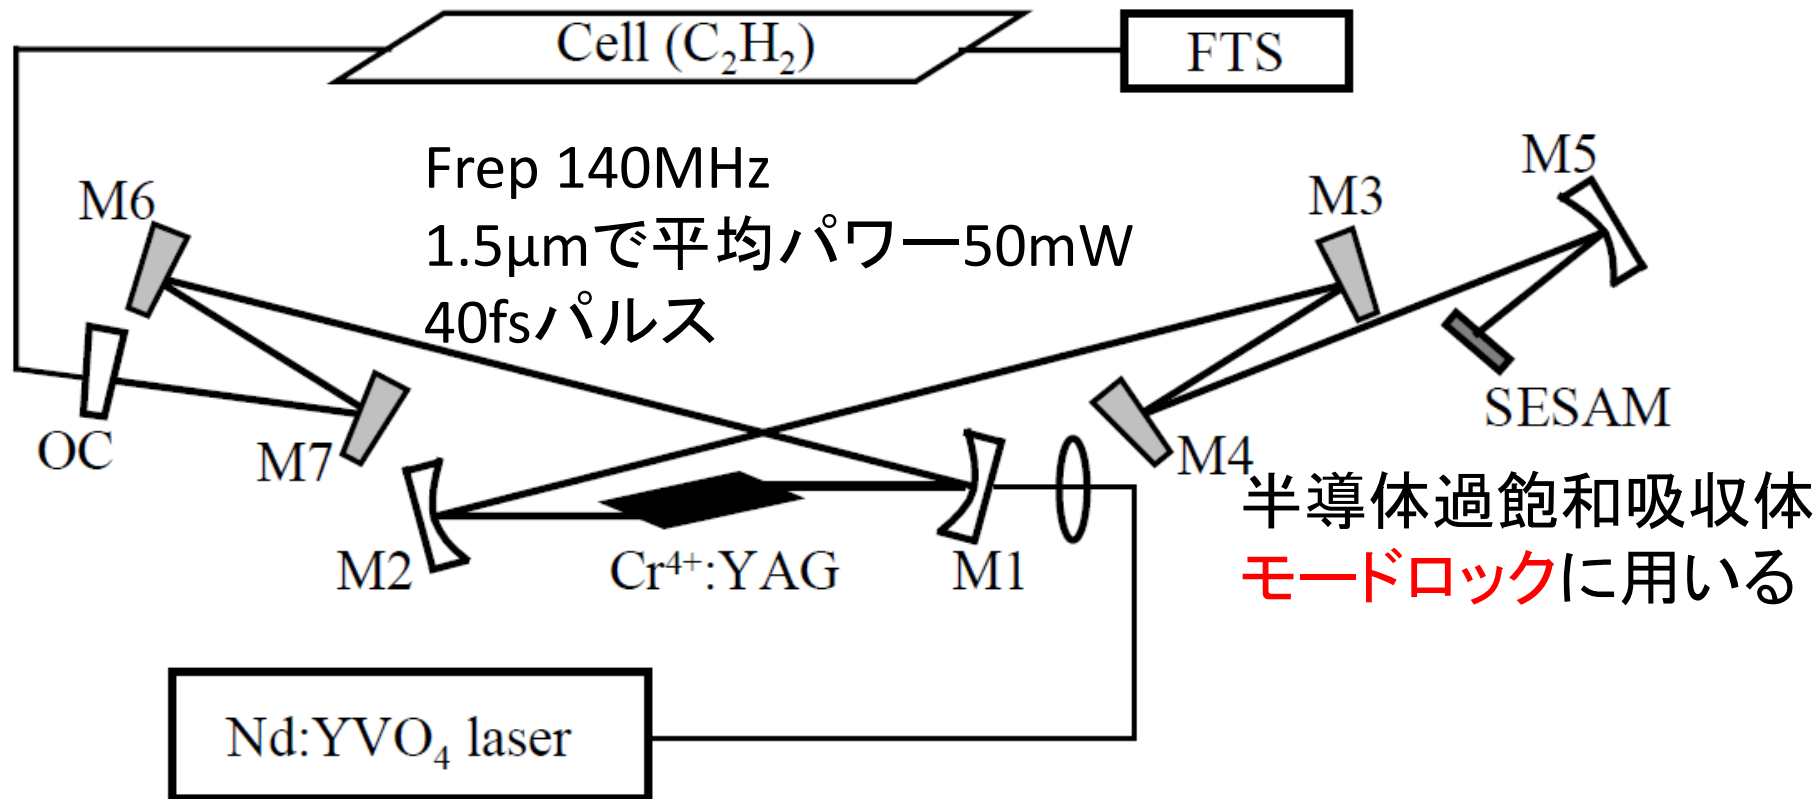 Cell (C₂H₂)
FTS
Frep 140MHz
1.5μmで平均パワー50mW
40fsパルス
M6
M3
M5
OC
M7
M4
SESAM
半導体過飽和吸収体
モードロックに用いる
M2
Cr⁴⁺:YAG
M1
Nd:YVO₄ laser